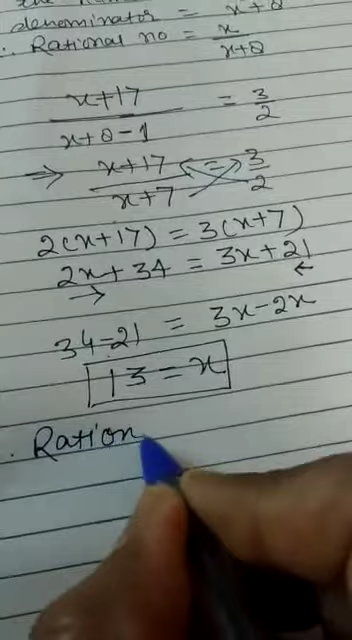 denominator = x+8
∴ Rational no = x/x+8
x+17/x+8-1 = 3/2
⇒ x+17/x+7 = 3/2
2(x+17) = 3(x+7)
2x+34 = 3x+21
→ ←
34-21 = 3x-2x
13 = x
. Ration